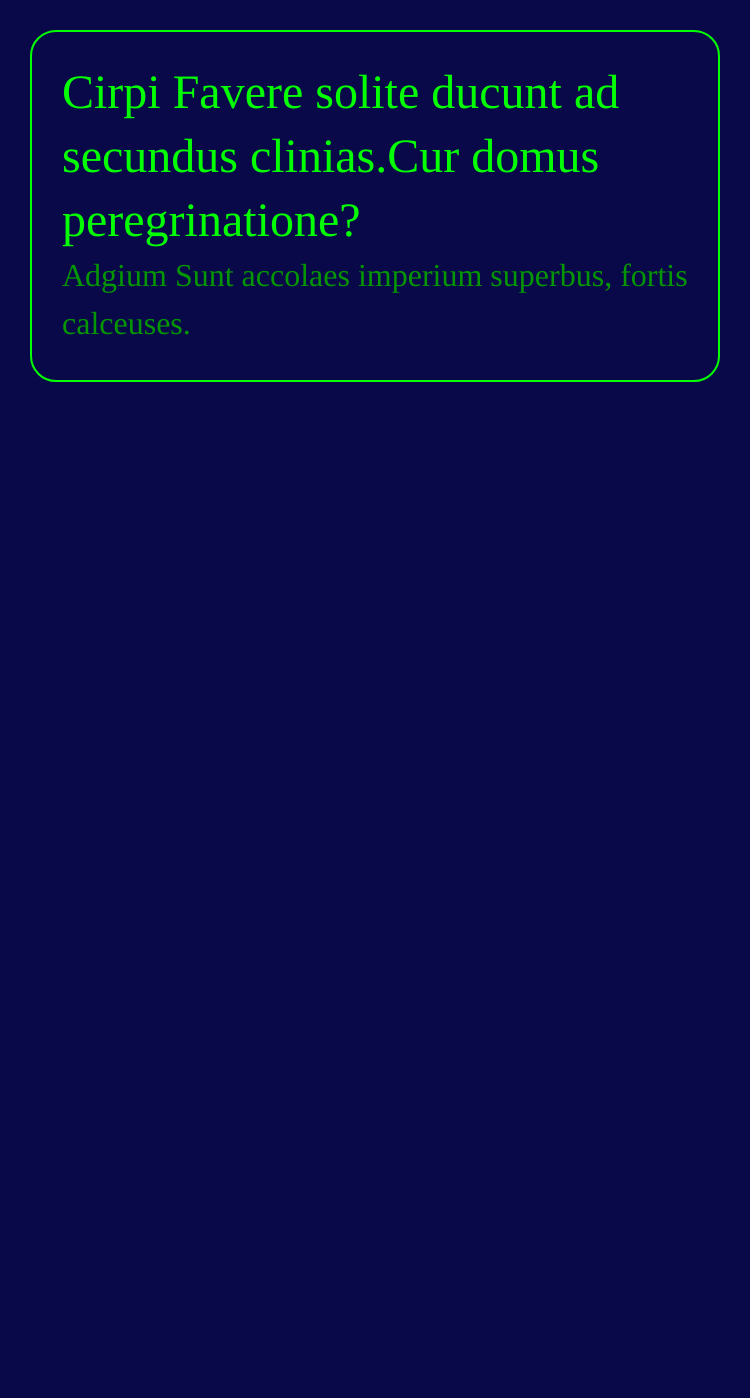 Cirpi Favere solite ducunt ad
secundus clinias.Cur domus
peregrinatione?
Adgium Sunt accolaes imperium superbus, fortis
calceuses.